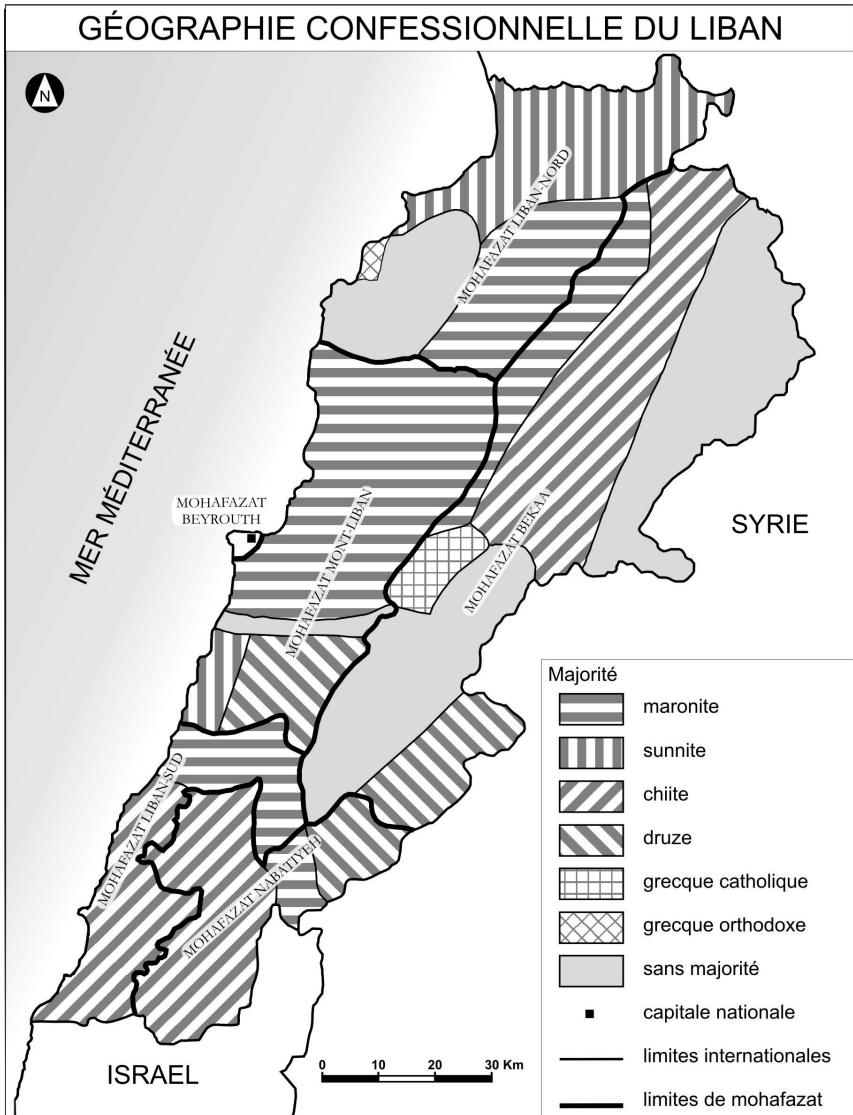 GÉOGRAPHIE CONFESSIONNELLE DU LIBAN
N
MOHAFAZAT LIBAN-NORD
MER MÉDITERRANÉE
MOHAFAZAT
BEYROUTH
MOHAFAZAT MONT-LIBAN
MOHAFAZAT BEKAA
SYRIE
MOHAFAZAT LIBAN-SUD
MOHAFAZAT NABATIYEH
ISRAEL
0 10 20 30 Km
Majorité
maronite
sunnite
chiite
druze
grecque catholique
grecque orthodoxe
sans majorité
capitale nationale
limites internationales
limites de mohafazat